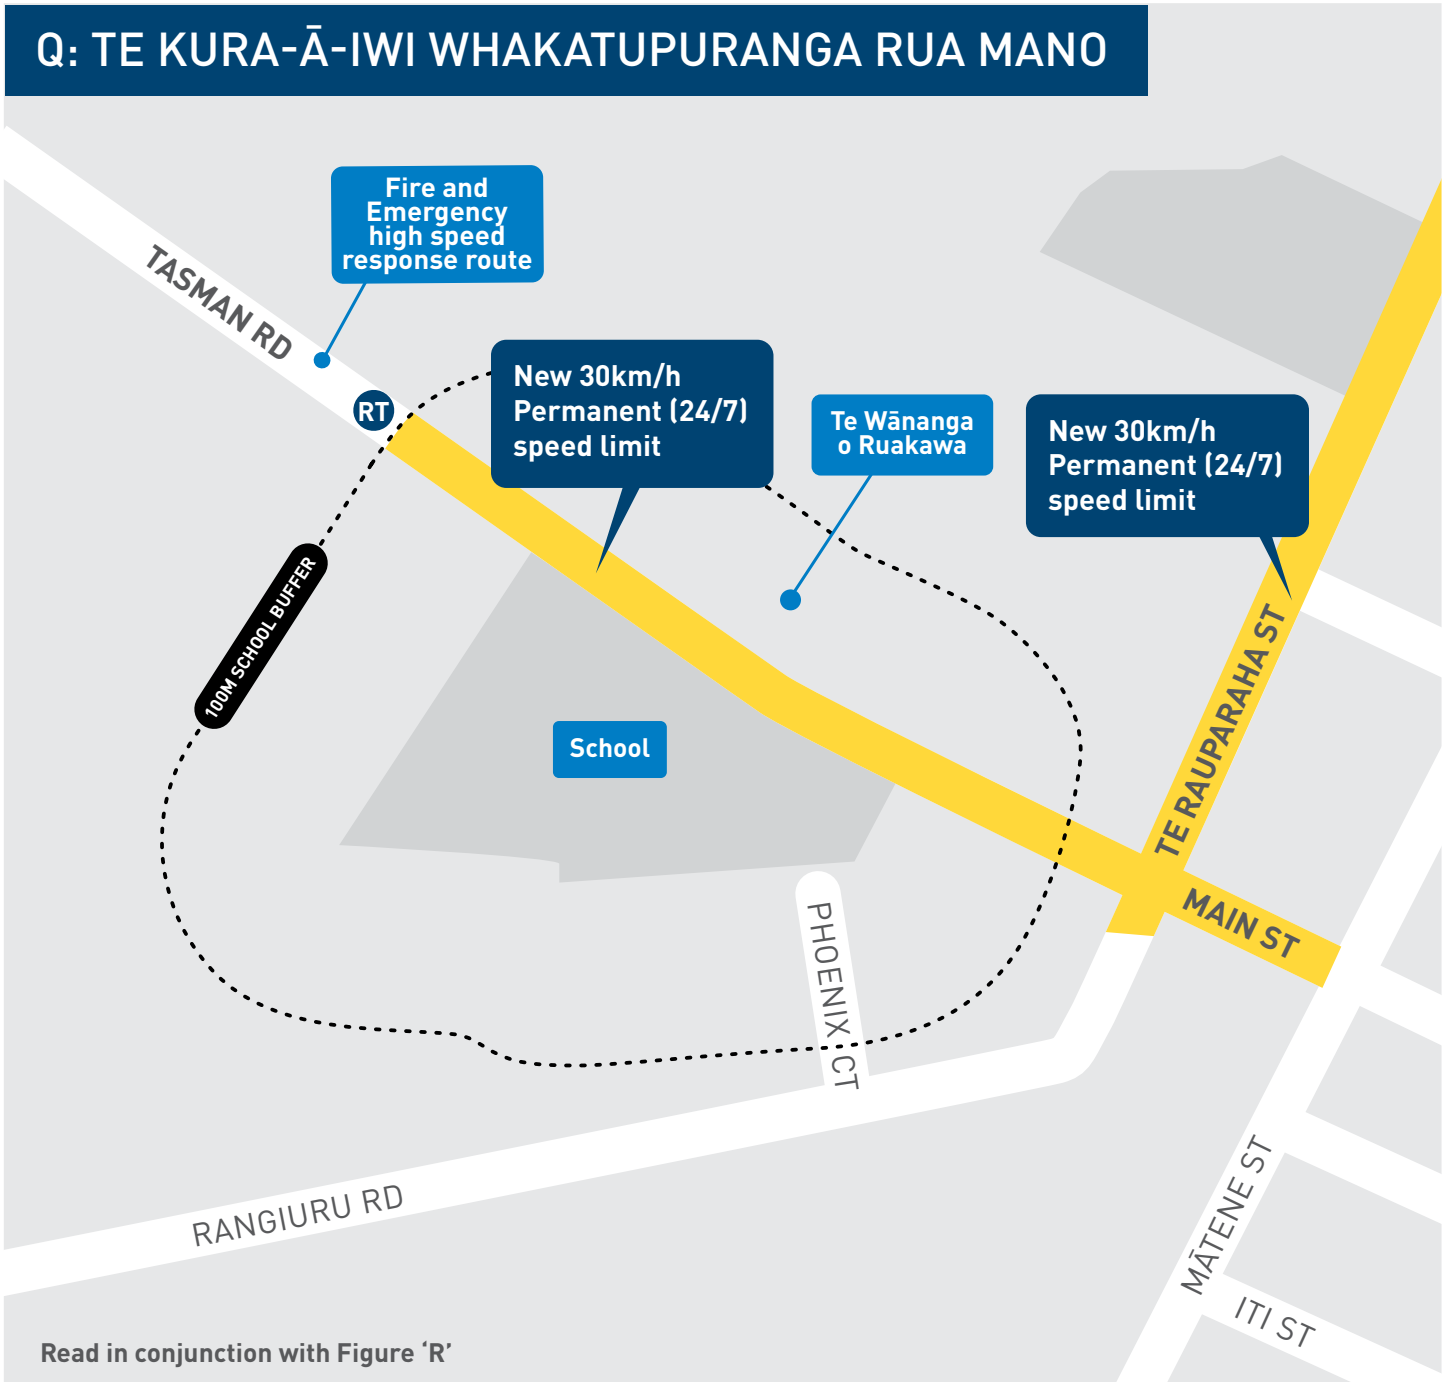 Q: TE KURA-Ā-IWI WHAKATUPURANGA RUA MANO
Fire and
Emergency
high speed
response route
TASMAN RD
RT
New 30km/h
Permanent (24/7)
speed limit
Te Wānanga
o Ruakawa
New 30km/h
Permanent (24/7)
speed limit
100M SCHOOL BUFFER
School
TE RAUPARAHA ST
MAIN ST
PHOENIX CT
RANGIURU RD
MĀTENE ST
ITI ST
Read in conjunction with Figure ‘R’